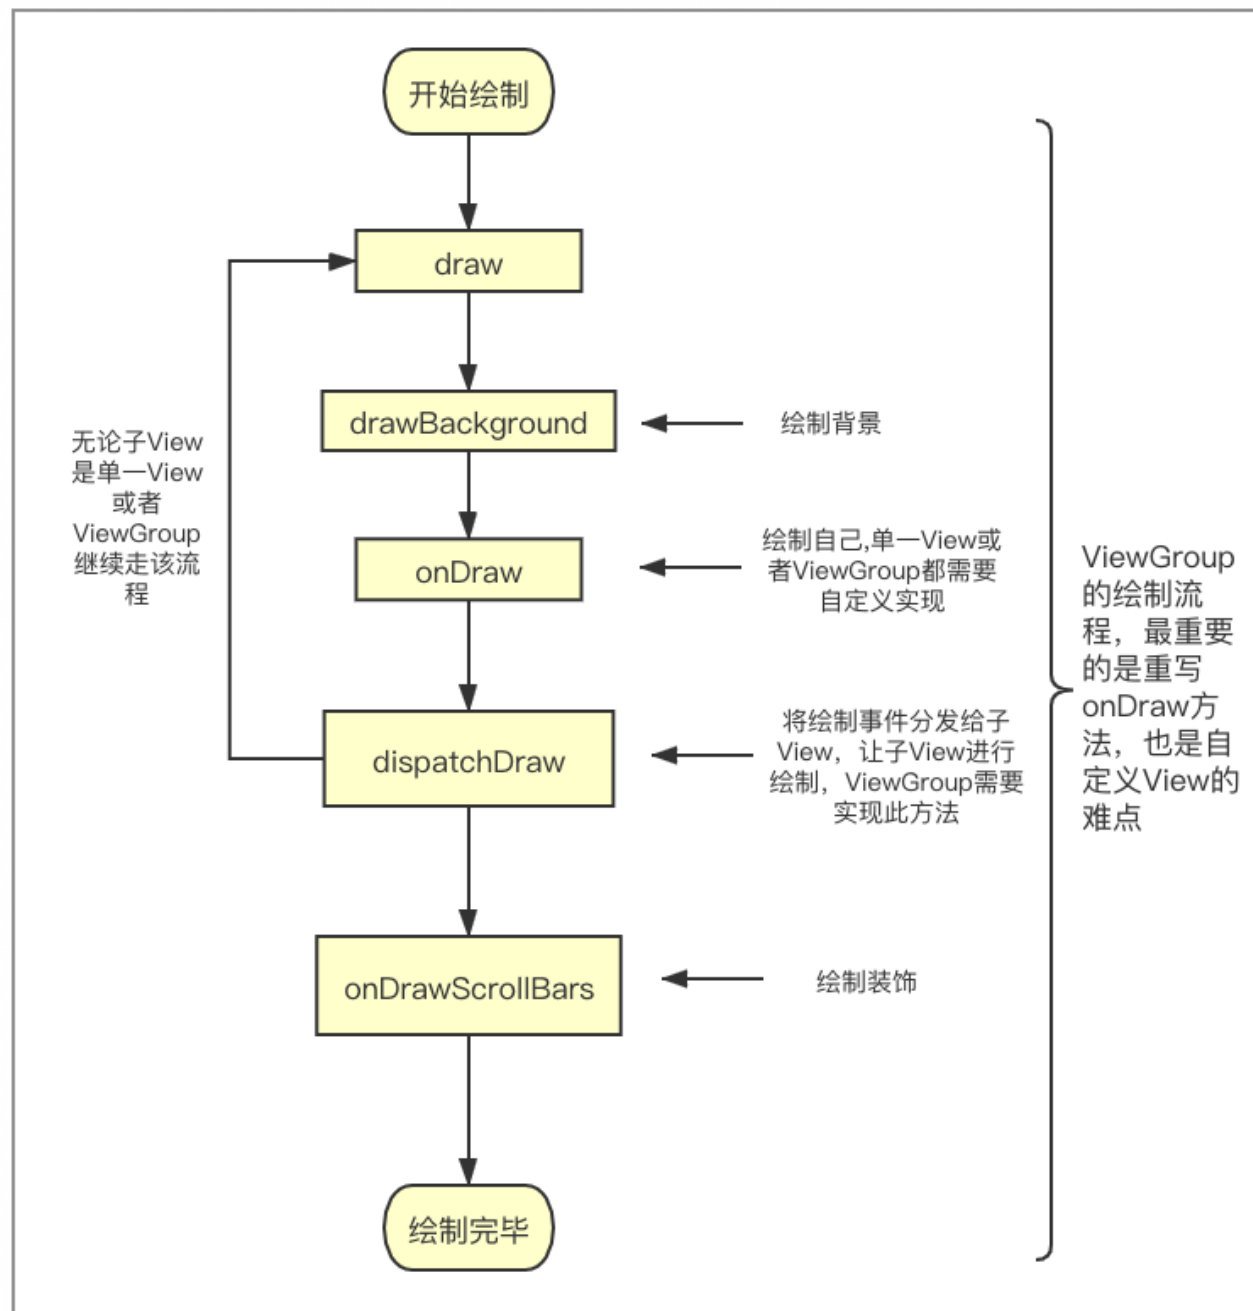 开始绘制
draw
drawBackground
绘制背景
无论子View
是单一View
或者
ViewGroup
继续走该流
程
onDraw
绘制自己,单一View或
者ViewGroup都需要
自定义实现
dispatchDraw
将绘制事件分发给子
View，让子View进行
绘制，ViewGroup需要
实现此方法
onDrawScrollBars
绘制装饰
绘制完毕
ViewGroup
的绘制流
程，最重要
的是重写
onDraw方
法，也是自
定义View的
难点